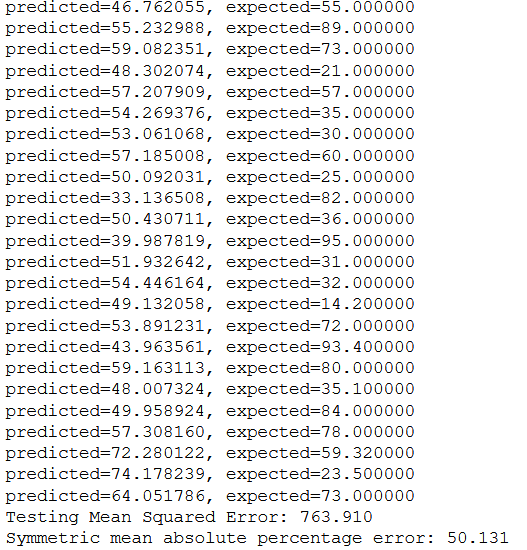 predicted=46.762055, expected=55.000000
predicted=55.232988, expected=89.000000
predicted=59.082351, expected=73.000000
predicted=48.302074, expected=21.000000
predicted=57.207909, expected=57.000000
predicted=54.269376, expected=35.000000
predicted=53.061068, expected=30.000000
predicted=57.185008, expected=60.000000
predicted=50.092031, expected=25.000000
predicted=33.136508, expected=82.000000
predicted=50.430711, expected=36.000000
predicted=39.987819, expected=95.000000
predicted=51.932642, expected=31.000000
predicted=54.446164, expected=32.000000
predicted=49.132058, expected=14.200000
predicted=53.891231, expected=72.000000
predicted=43.963561, expected=93.400000
predicted=59.163113, expected=80.000000
predicted=48.007324, expected=35.100000
predicted=49.958924, expected=84.000000
predicted=57.308160, expected=78.000000
predicted=72.280122, expected=59.320000
predicted=74.178239, expected=23.500000
predicted=64.051786, expected=73.000000
Testing Mean Squared Error: 763.910
Symmetric mean absolute percentage error: 50.131